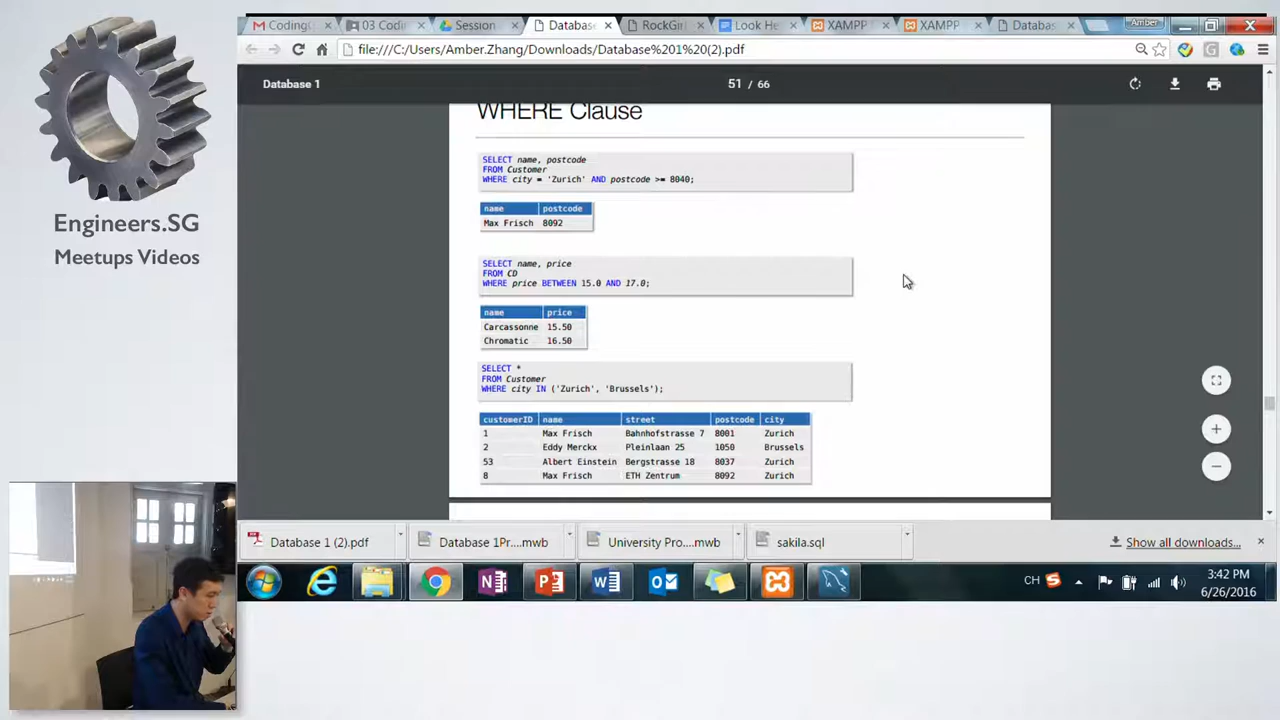 CodingG
03 Codin
Session
Databas
RockGirl
Look He
XAMPP
XAMPP
Databas
Amber
file:///C:/Users/Amber.Zhang/Downloads/Database%201%20(2).pdf
Database 1
51 / 66
WHERE Clause
SELECT name, postcode
FROM Customer
WHERE city = 'Zurich' AND postcode >= 8040;
name postcode
Max Frisch 8092
SELECT name, price
FROM CD
WHERE price BETWEEN 15.0 AND 17.0;
name price
Carcassonne 15.50
Chromatic 16.50
SELECT *
FROM Customer
WHERE city IN ('Zurich', 'Brussels');
customerID name street postcode city
1 Max Frisch Bahnhofstrasse 7 8001 Zurich
2 Eddy Merckx Pleinlaan 25 1050 Brussels
53 Albert Einstein Bergstrasse 18 8037 Zurich
8 Max Frisch ETH Zentrum 8092 Zurich
Database 1 (2).pdf
Database 1Pr....mwb
University Pro....mwb
sakila.sql
Show all downloads...
CH
3:42 PM
6/26/2016
Engineers.SG
Meetups Videos